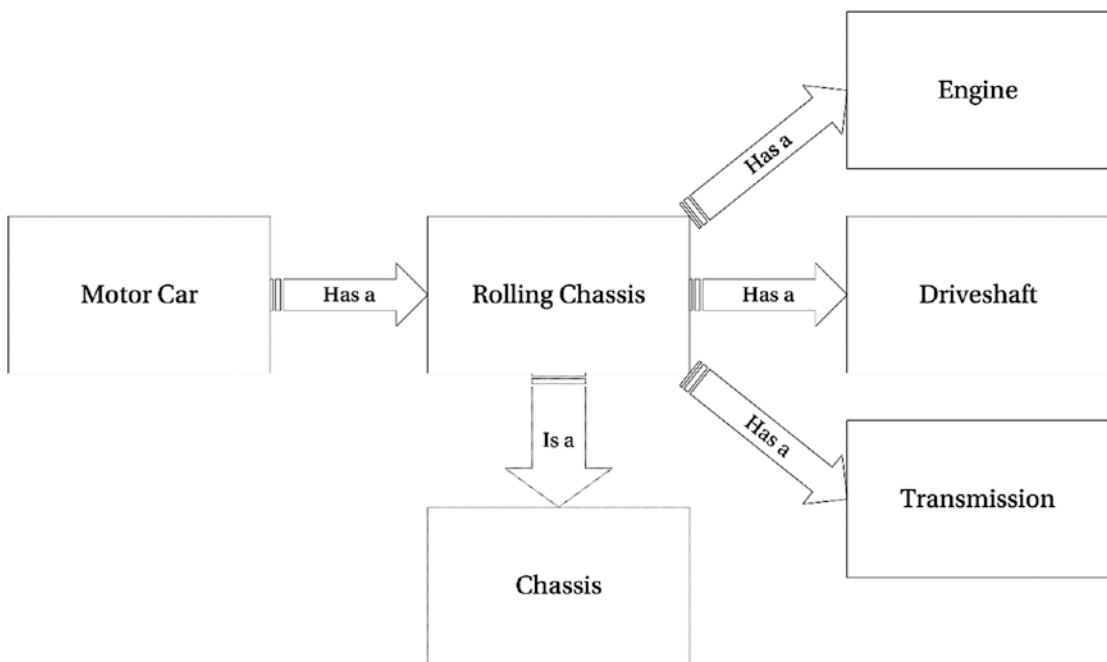 Engine
Has a
Motor Car
Has a
Rolling Chassis
Has a
Driveshaft
Is a
Has a
Transmission
Chassis